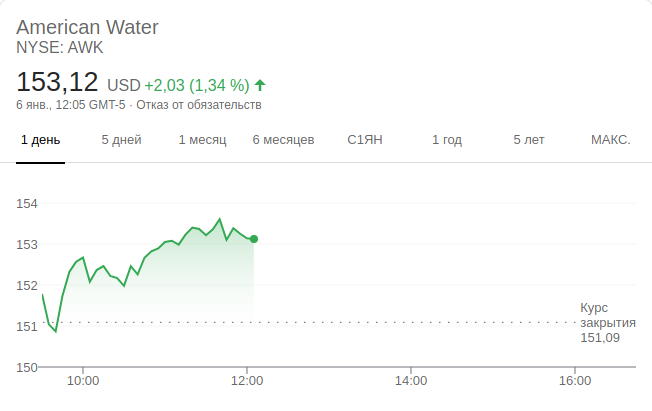 American Water
NYSE: AWK
153,12 USD +2,03 (1,34 %)
6 янв., 12:05 GMT-5 · Отказ от обязательств
1 день 5 дней 1 месяц 6 месяцев С1ЯН 1 год 5 лет МАКС.
154
153
152
151
150
Курс
закрытия
151,09
10:00 12:00 14:00 16:00